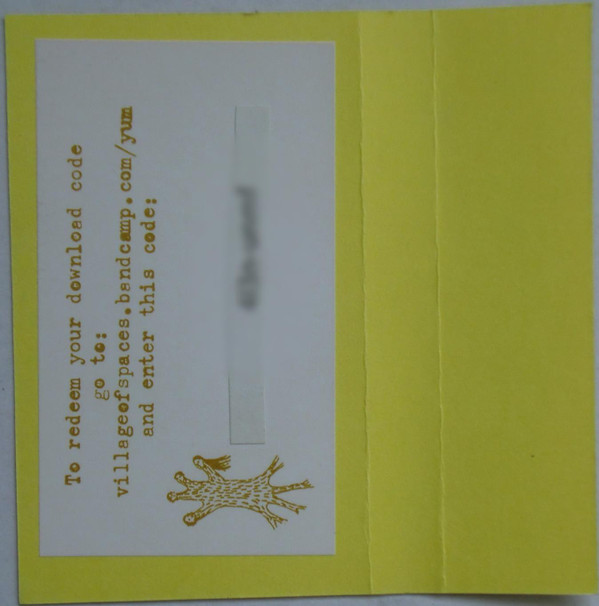 To redeem your download code
go to:
villageofspaces.bandcamp.com/yum
and enter this code: